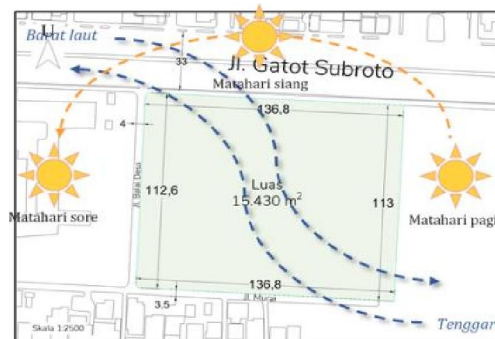 U
Barat laut
33
Jl. Gatot Subroto
Matahari siang
136,8
4
Jl. Balai Desa
112,6
Luas
15.430 m²
113
Matahari sore
Matahari pagi
136,8
3,5
Jl. Murai
Skala 1:2500
Tenggar